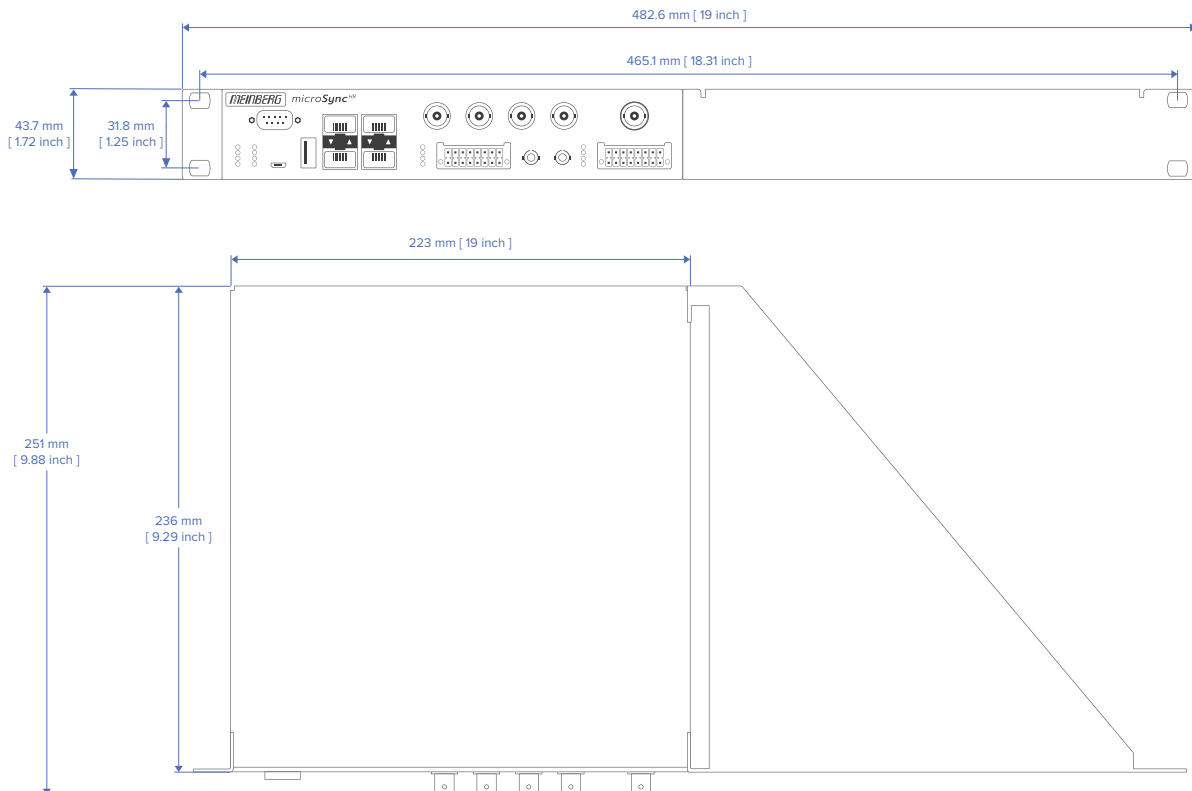 482.6 mm [ 19 inch ]
465.1 mm [ 18.31 inch ]
MEINBERG microSync HR
43.7 mm
[ 1.72 inch ]
31.8 mm
[ 1.25 inch ]
223 mm [ 19 inch ]
251 mm
[ 9.88 inch ]
236 mm
[ 9.29 inch ]